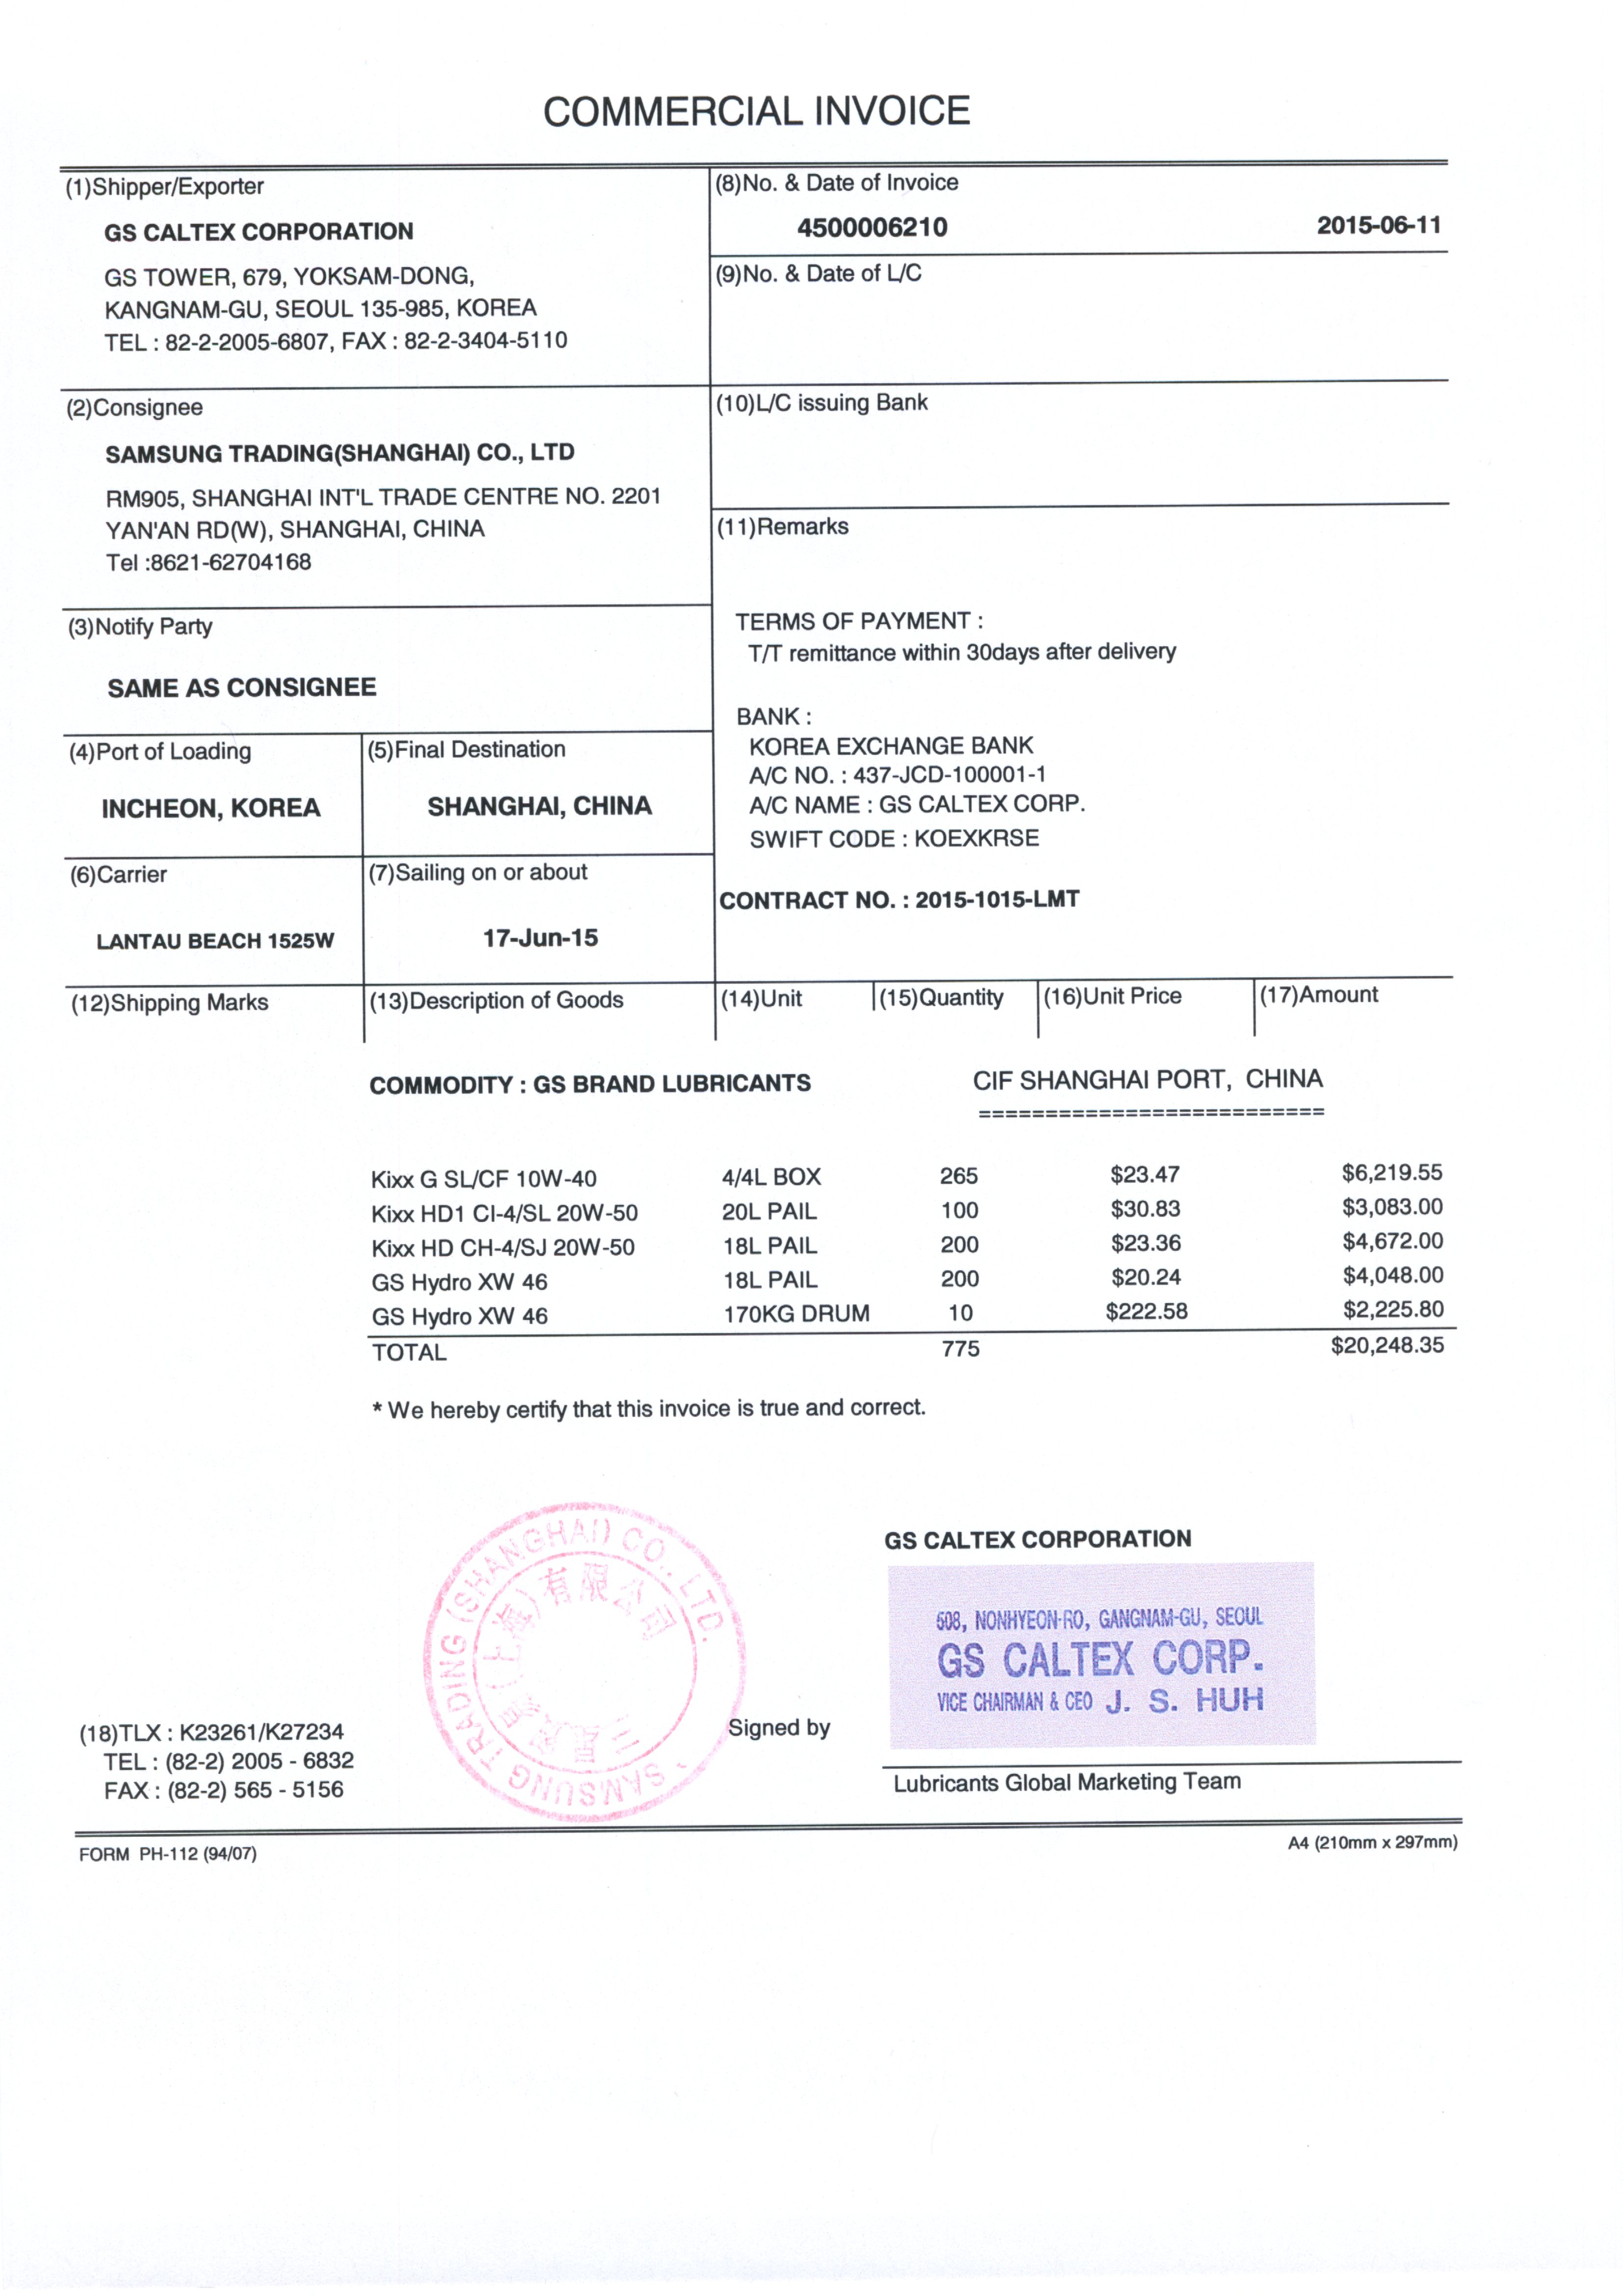 COMMERCIAL INVOICE
(1)Shipper/Exporter
GS CALTEX CORPORATION
GS TOWER, 679, YOKSAM-DONG,
KANGNAM-GU, SEOUL 135-985, KOREA
TEL : 82-2-2005-6807, FAX : 82-2-3404-5110
(8)No. & Date of Invoice
4500006210 2015-06-11
(9)No. & Date of L/C
(2)Consignee
SAMSUNG TRADING(SHANGHAI) CO., LTD
RM905, SHANGHAI INT'L TRADE CENTRE NO. 2201
YAN'AN RD(W), SHANGHAI, CHINA
Tel :8621-62704168
(10)L/C issuing Bank
(3)Notify Party
SAME AS CONSIGNEE
(11)Remarks
TERMS OF PAYMENT :
T/T remittance within 30days after delivery
BANK :
KOREA EXCHANGE BANK
A/C NO. : 437-JCD-100001-1
A/C NAME : GS CALTEX CORP.
SWIFT CODE : KOEXKRSE
CONTRACT NO. : 2015-1015-LMT
(4)Port of Loading
INCHEON, KOREA
(5)Final Destination
SHANGHAI, CHINA
(6)Carrier
LANTAU BEACH 1525W
(7)Sailing on or about
17-Jun-15
(12)Shipping Marks (13)Description of Goods (14)Unit (15)Quantity (16)Unit Price (17)Amount
COMMODITY : GS BRAND LUBRICANTS CIF SHANGHAI PORT, CHINA
==========================
Kixx G SL/CF 10W-40 4/4L BOX 265 $23.47 $6,219.55
Kixx HD1 CI-4/SL 20W-50 20L PAIL 100 $30.83 $3,083.00
Kixx HD CH-4/SJ 20W-50 18L PAIL 200 $23.36 $4,672.00
GS Hydro XW 46 18L PAIL 200 $20.24 $4,048.00
GS Hydro XW 46 170KG DRUM 10 $222.58 $2,225.80
TOTAL 775 $20,248.35
* We hereby certify that this invoice is true and correct.
SAMSUNG TRADING (SHANGHAI) CO., LTD.
三星贸易(上海)有限公司
GS CALTEX CORPORATION
508, NONHYEON-RO, GANGNAM-GU, SEOUL
GS CALTEX CORP.
VICE CHAIRMAN & CEO J. S. HUH
Signed by
Lubricants Global Marketing Team
(18)TLX : K23261/K27234
TEL : (82-2) 2005 - 6832
FAX : (82-2) 565 - 5156
FORM PH-112 (94/07)
A4 (210mm x 297mm)